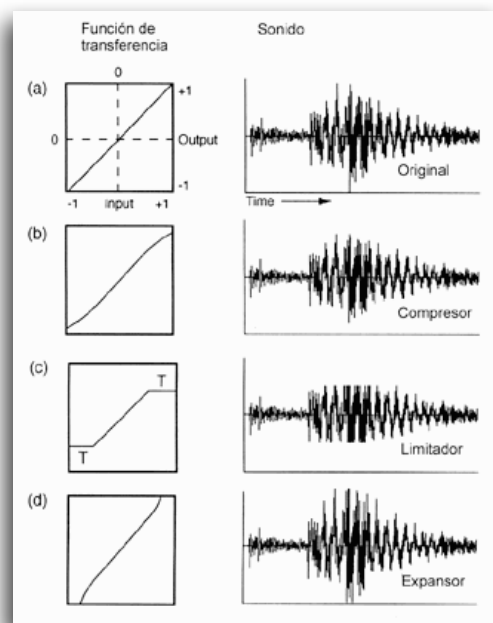 Función de
transferencia
Sonido
0
(a)
+1
0
Output
-1
-1
input
+1
Original
Time
(b)
Compresor
(c)
T
T
Limitador
(d)
Expansor